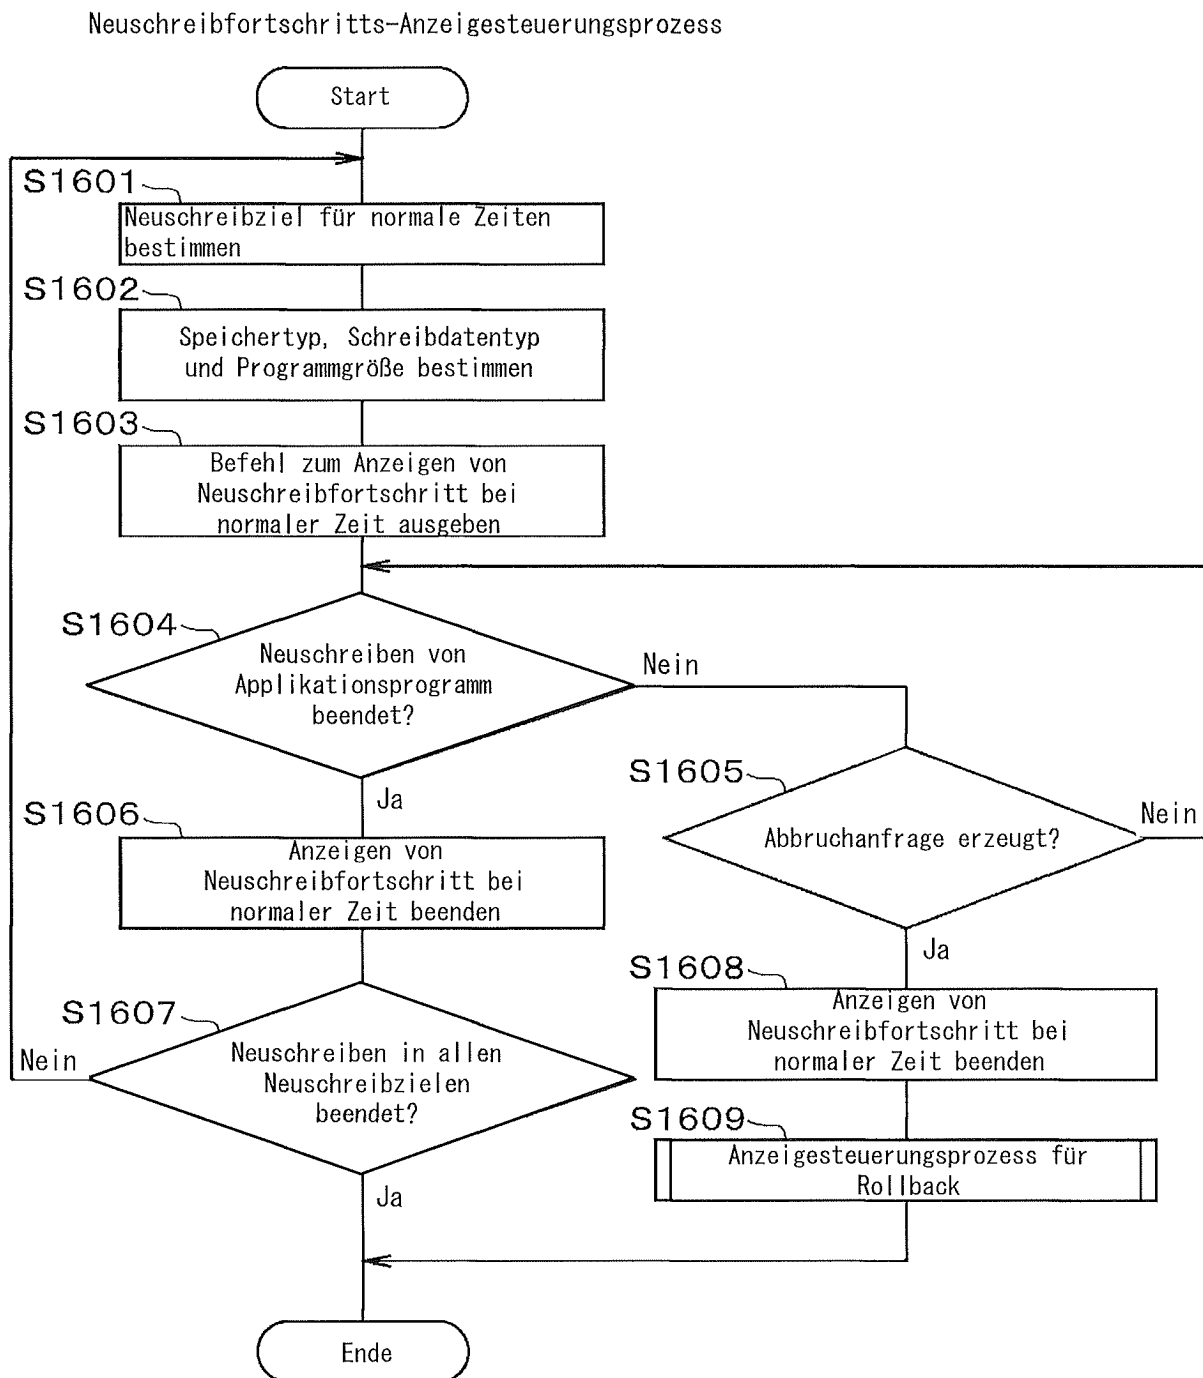 Neuschreibfortschritts-Anzeigesteuerungsprozess
Start
S1601
Neuschreibziel für normale Zeiten
bestimmen
S1602
Speichertyp, Schreibdatentyp
und Programmgröße bestimmen
S1603
Befehl zum Anzeigen von
Neuschreibfortschritt bei
normaler Zeit ausgeben
S1604
Neuschreiben von
Applikationsprogramm
beendet?
Nein
Ja
S1605
Abbruchanfrage erzeugt?
Nein
Ja
S1606
Anzeigen von
Neuschreibfortschritt bei
normaler Zeit beenden
S1607
Neuschreiben in allen
Neuschreibzielen
beendet?
Nein
Ja
S1608
Anzeigen von
Neuschreibfortschritt bei
normaler Zeit beenden
S1609
Anzeigesteuerungsprozess für
Rollback
Ende